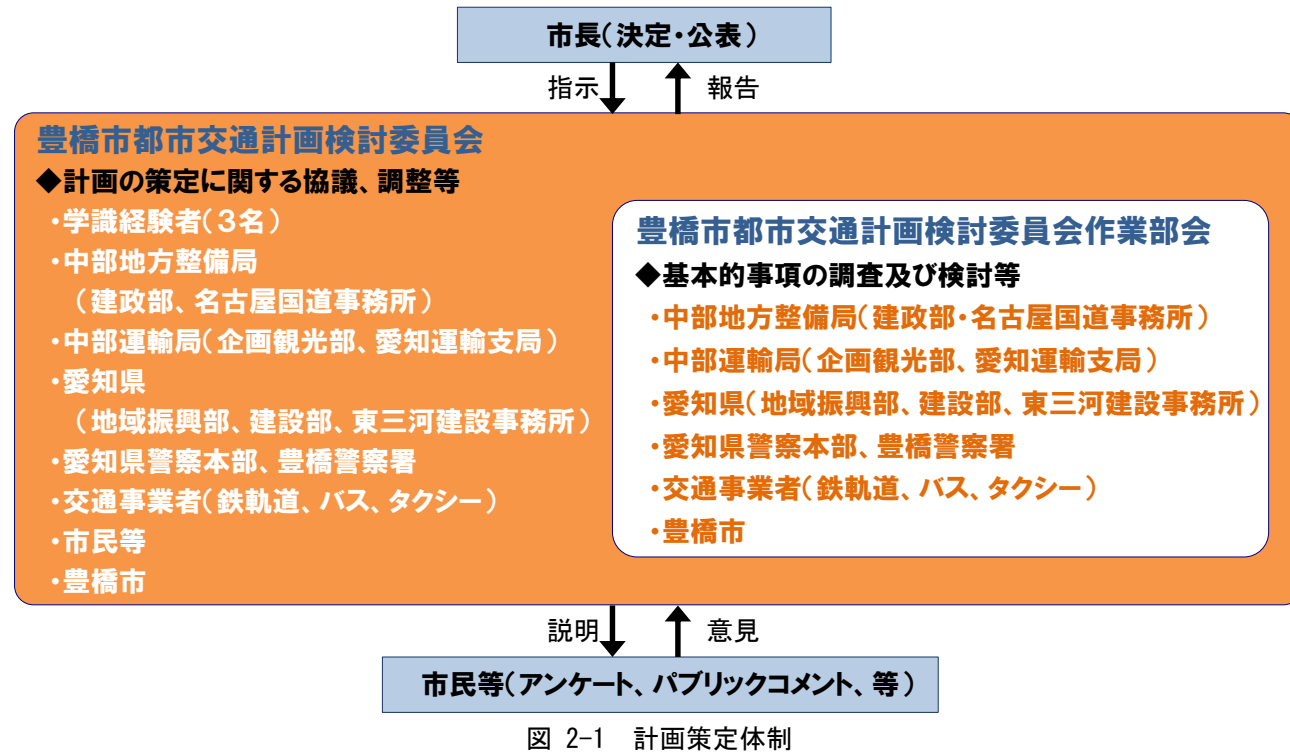 市長（決定・公表）
指示
報告
豊橋市都市交通計画検討委員会
◆計画の策定に関する協議、調整等
・学識経験者（３名）
・中部地方整備局
（建政部、名古屋国道事務所）
・中部運輸局（企画観光部、愛知運輸支局）
・愛知県
（地域振興部、建設部、東三河建設事務所）
・愛知県警察本部、豊橋警察署
・交通事業者（鉄軌道、バス、タクシー）
・市民等
・豊橋市
豊橋市都市交通計画検討委員会作業部会
◆基本的事項の調査及び検討等
・中部地方整備局（建政部・名古屋国道事務所）
・中部運輸局（企画観光部、愛知運輸支局）
・愛知県（地域振興部、建設部、東三河建設事務所）
・愛知県警察本部、豊橋警察署
・交通事業者（鉄軌道、バス、タクシー）
・豊橋市
説明
意見
市民等（アンケート、パブリックコメント、等）
図 2-1　計画策定体制